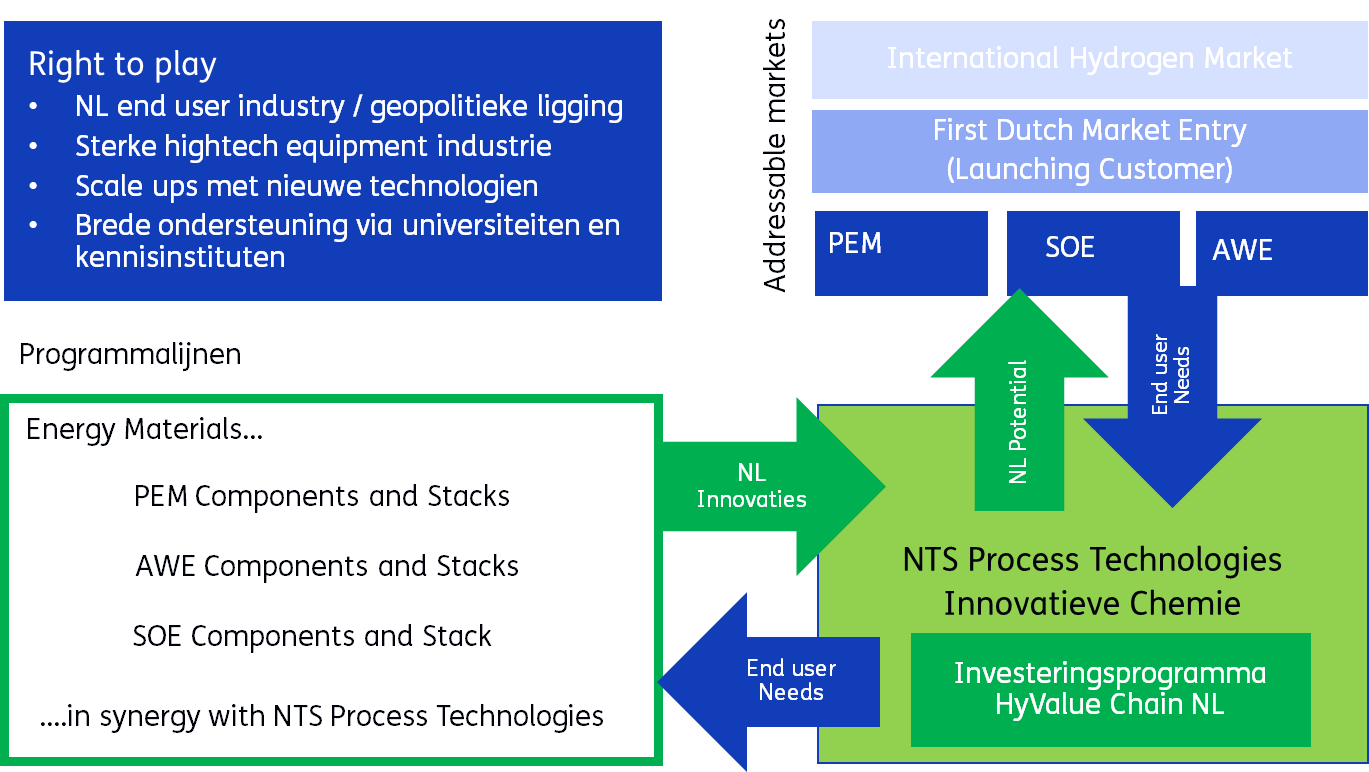 Right to play
• NL end user industry / geopolitieke ligging
• Sterke hightech equipment industrie
• Scale ups met nieuwe technologien
• Brede ondersteuning via universiteiten en
kennisinstituten
Addressable markets
International Hydrogen Market
First Dutch Market Entry
(Launching Customer)
PEM
SOE
AWE
Programmalijnen
Energy Materials...
PEM Components and Stacks
AWE Components and Stacks
SOE Components and Stack
....in synergy with NTS Process Technologies
NL
Innovaties
End user
Needs
NL Potential
End user
Needs
NTS Process Technologies
Innovatieve Chemie
Investeringsprogramma
HyValue Chain NL